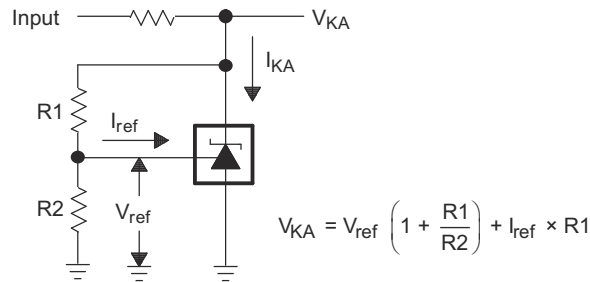 Input
V_KA
I_KA
R1
I_ref
R2
V_ref
V_KA = V_ref (1 + R1/R2) + I_ref × R1